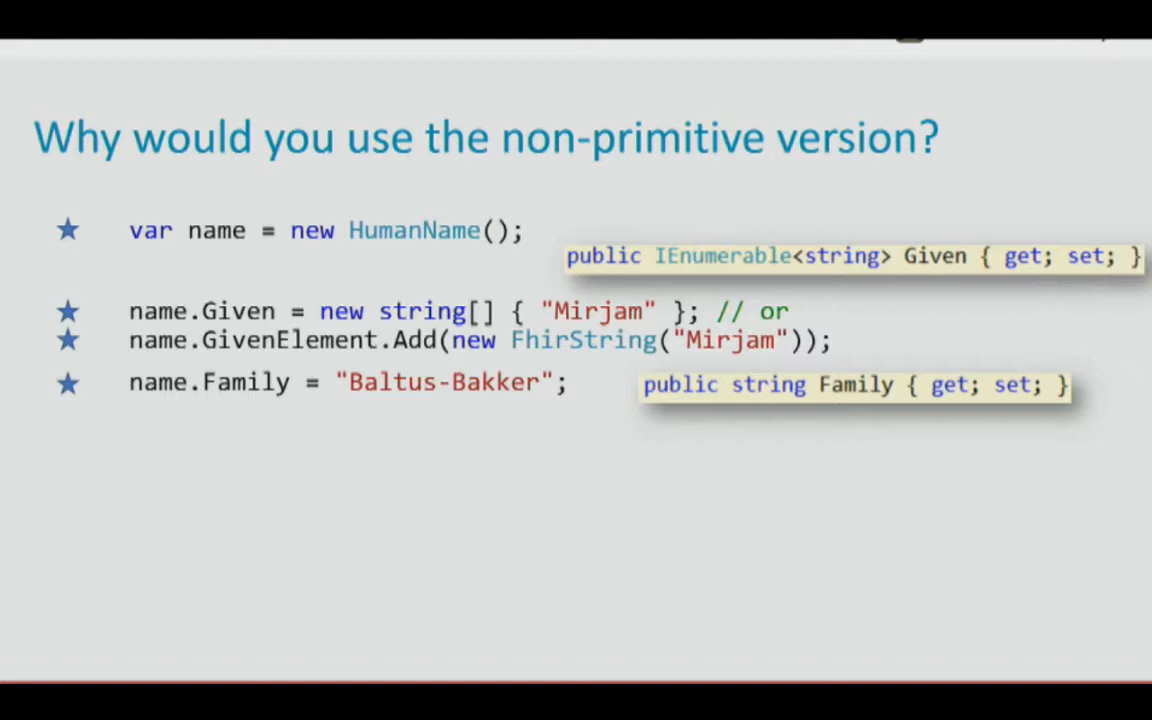 Why would you use the non-primitive version?
var name = new HumanName();
public IEnumerable<string> Given { get; set; }
name.Given = new string[] { "Mirjam" }; // or
name.GivenElement.Add(new FhirString("Mirjam"));
name.Family = "Baltus-Bakker";
public string Family { get; set; }